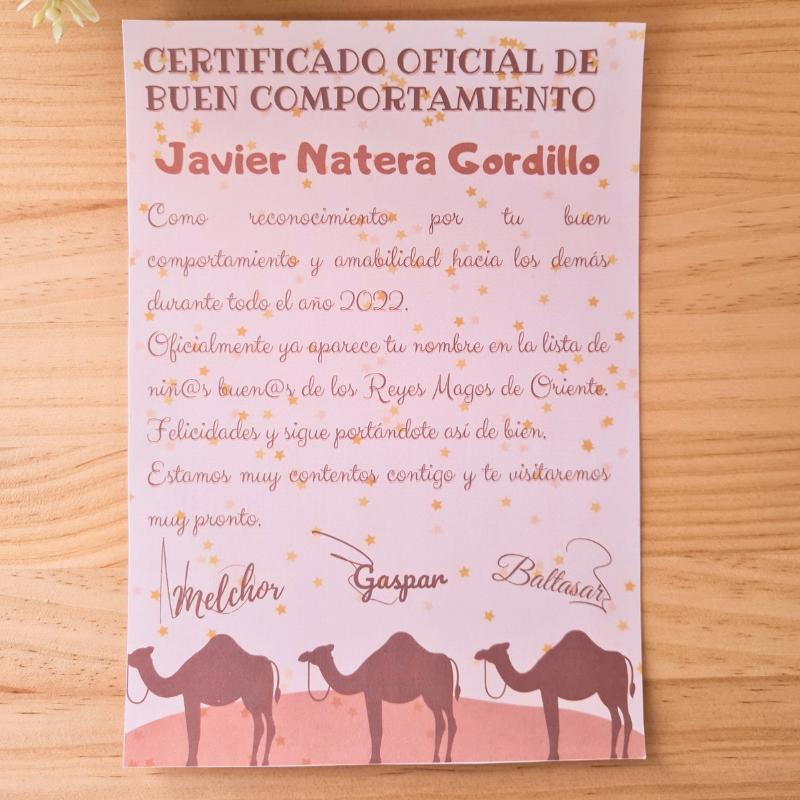 CERTIFICADO OFICIAL DE
BUEN COMPORTAMIENTO
Javier Natera Gordillo
Como reconocimiento por tu buen
comportamiento y amabilidad hacia los demás
durante todo el año 2022.
Oficialmente ya aparece tu nombre en la lista de
niñ@s buen@s de los Reyes Magos de Oriente.
Felicidades y sigue portándote así de bien.
Estamos muy contentos contigo y te visitaremos
muy pronto.
Melchor Gaspar Baltasar